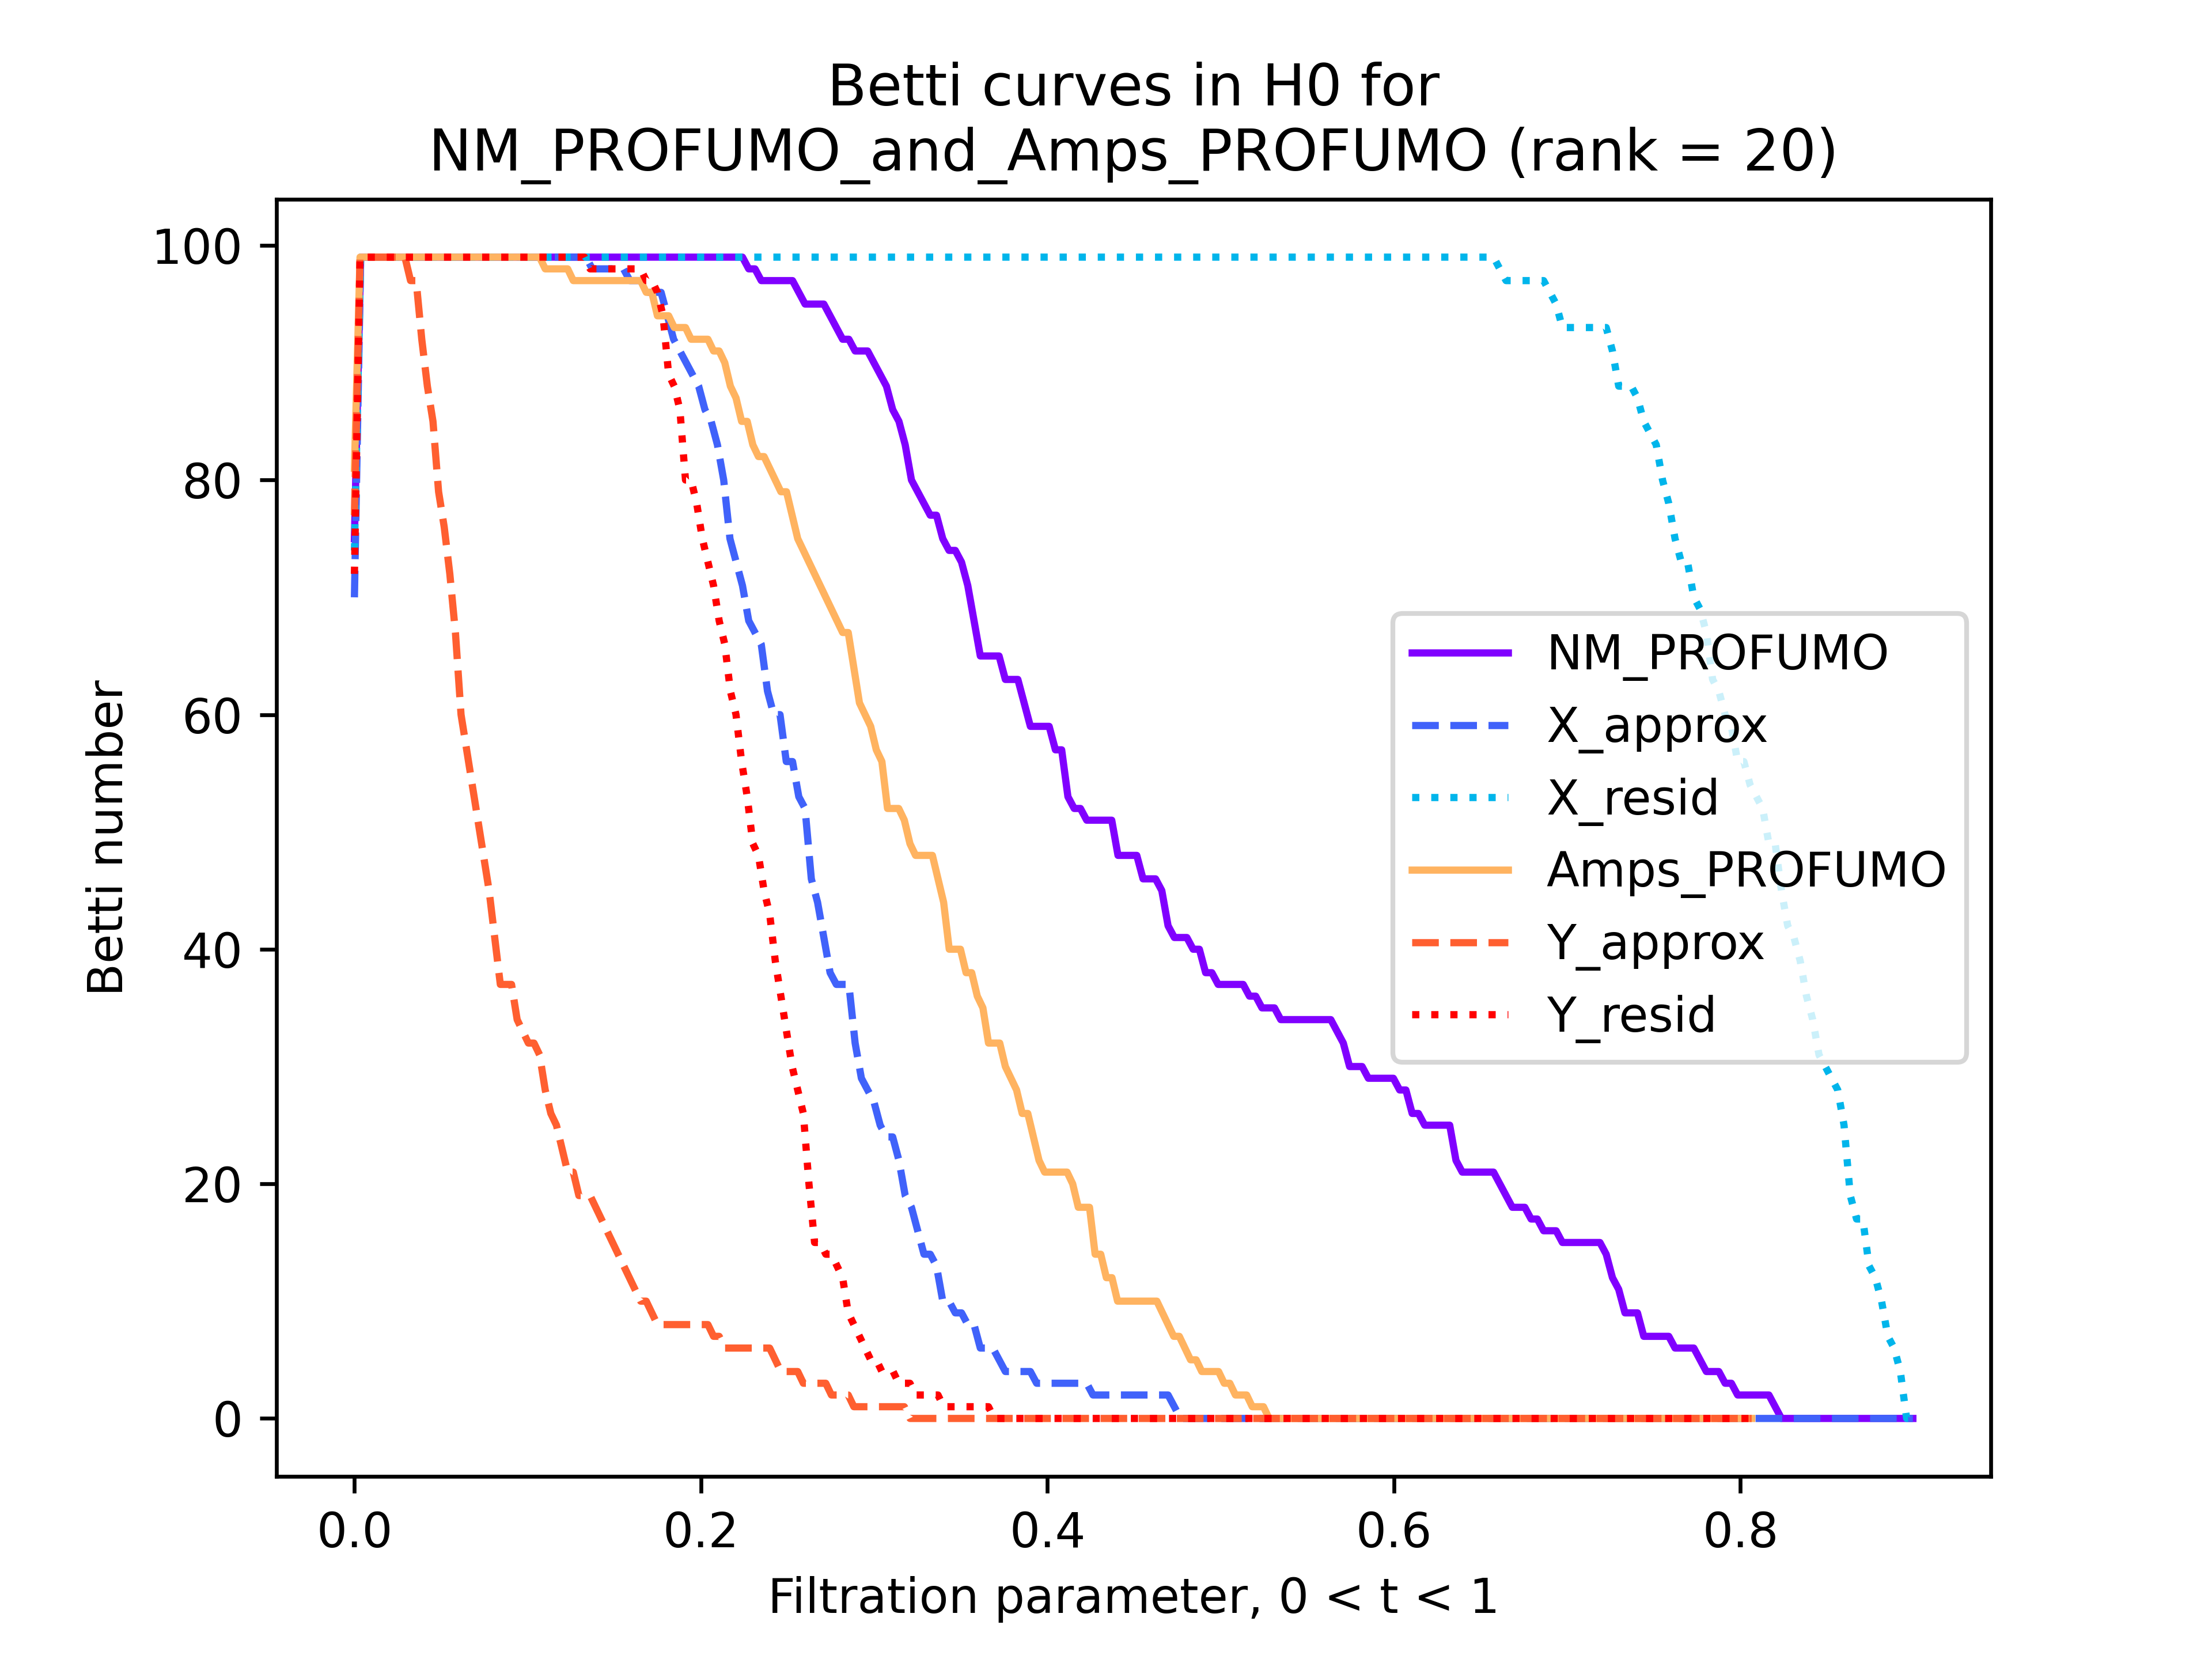 Betti curves in H0 for
NM_PROFUMO_and_Amps_PROFUMO (rank = 20)
Betti number
100
80
60
40
20
0
NM_PROFUMO
X_approx
X_resid
Amps_PROFUMO
Y_approx
Y_resid
0.0
0.2
0.4
0.6
0.8
Filtration parameter, 0 < t < 1